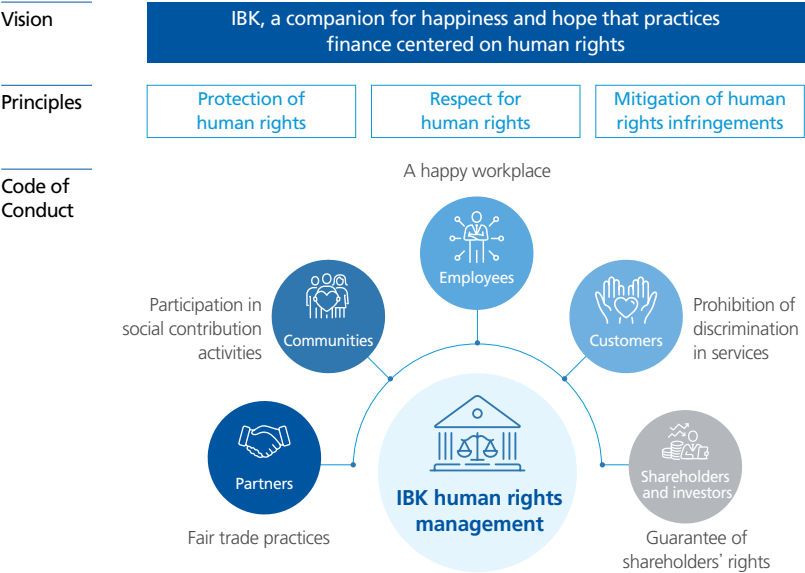 Vision
IBK, a companion for happiness and hope that practices
finance centered on human rights
Principles
Protection of
human rights
Respect for
human rights
Mitigation of human
rights infringements
Code of
Conduct
A happy workplace
Employees
Participation in
social contribution
activities
Communities
Customers
Prohibition of
discrimination
in services
Partners
Fair trade practices
IBK human rights
management
Shareholders
and investors
Guarantee of
shareholders' rights